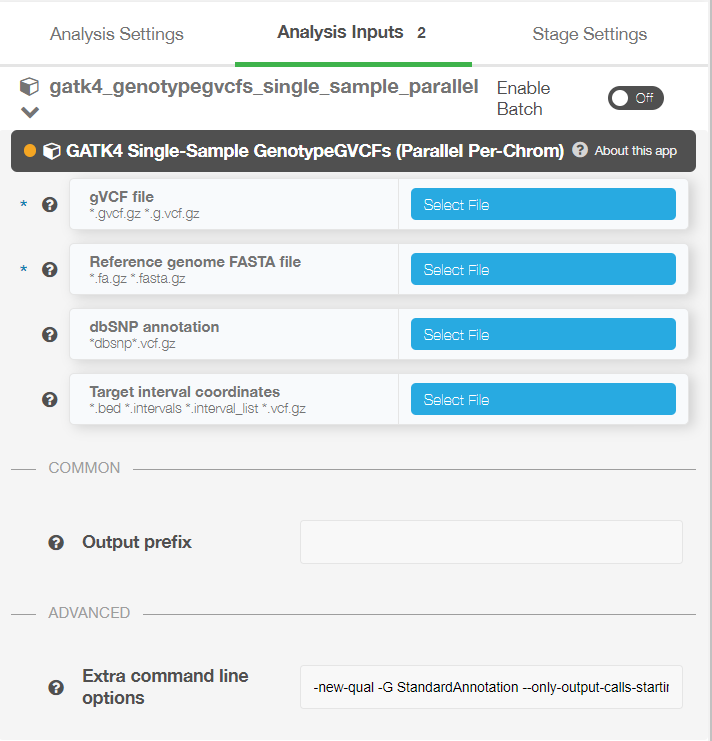 Analysis Settings
Analysis Inputs 2
Stage Settings
gatk4_genotypegvcfs_single_sample_parallel
Enable
Batch
Off
GATK4 Single-Sample GenotypeGVCFs (Parallel Per-Chrom)
? About this app
* ? gVCF file
*.gvcf.gz *.g.vcf.gz
Select File
* ? Reference genome FASTA file
*.fa.gz *.fasta.gz
Select File
? dbSNP annotation
*dbsnp*.vcf.gz
Select File
? Target interval coordinates
*.bed *.intervals *.interval_list *.vcf.gz
Select File
COMMON
? Output prefix
ADVANCED
? Extra command line
options
-new-qual -G StandardAnnotation --only-output-calls-startin